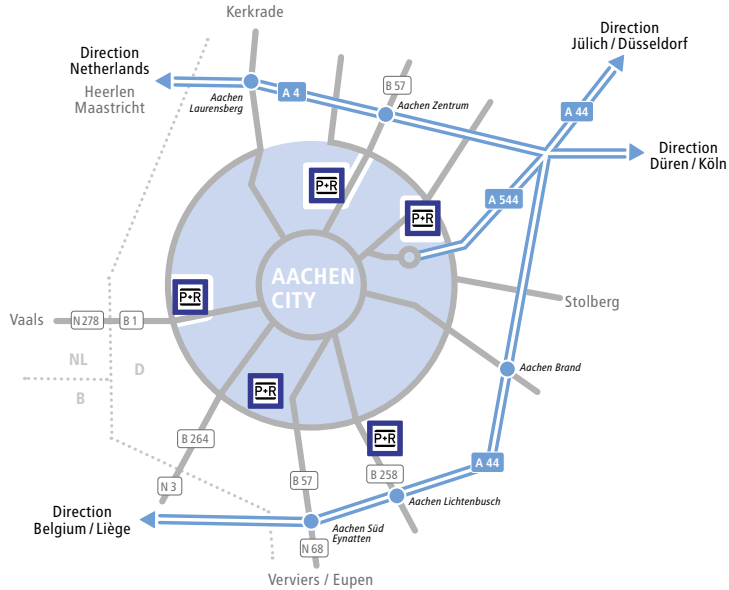 Kerkrade
Direction
Netherlands
Heerlen
Maastricht
Direction
Jülich / Düsseldorf
Aachen
Laurensberg
A 4
B 57
Aachen Zentrum
A 44
Direction
Düren / Köln
P+R
P+R
A 544
AACHEN
CITY
P+R
Stolberg
Vaals
N 278
B 1
NL
D
B
Aachen Brand
P+R
B 264
P+R
A 44
N 3
B 57
B 258
Aachen Lichtenbusch
Direction
Belgium / Liège
Aachen Süd
Eynatten
N 68
Verviers / Eupen